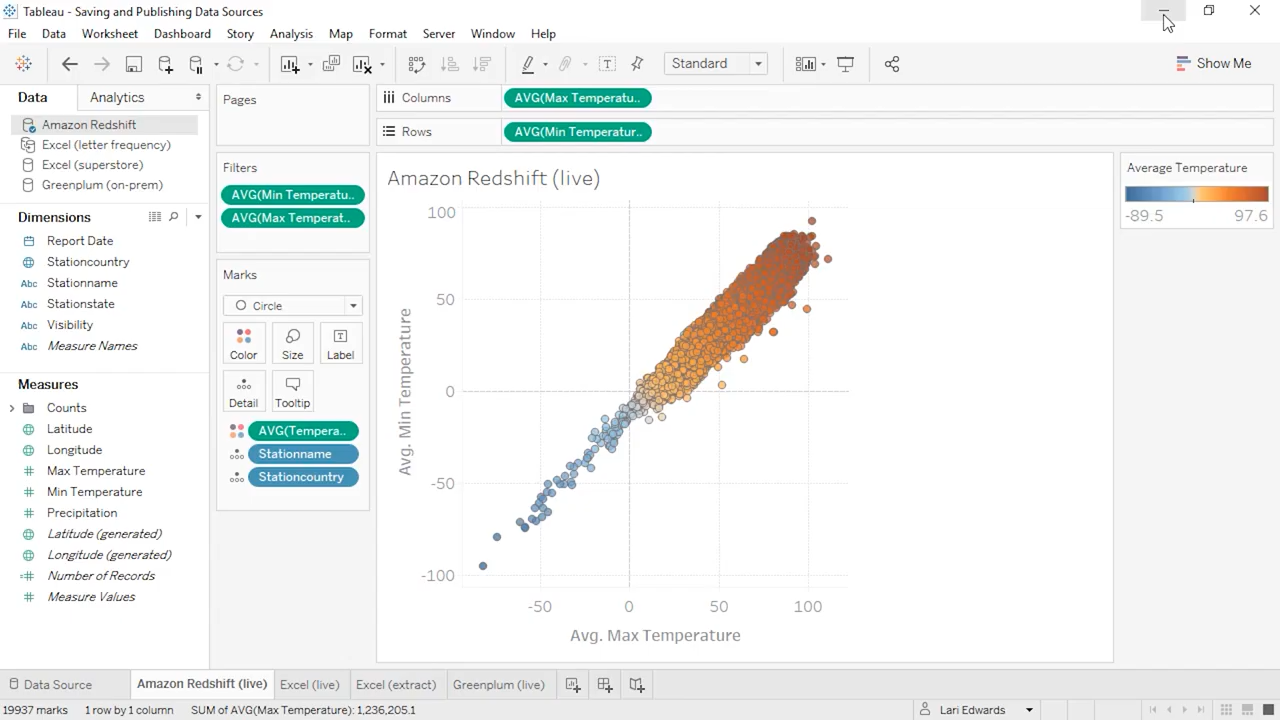 Tableau - Saving and Publishing Data Sources
File Data Worksheet Dashboard Story Analysis Map Format Server Window Help
Standard
Show Me
Data Analytics
Amazon Redshift
Excel (letter frequency)
Excel (superstore)
Greenplum (on-prem)
Dimensions
Report Date
Stationcountry
Abc Stationname
Abc Stationstate
Abc Visibility
Abc Measure Names
Measures
Counts
Latitude
Longitude
Max Temperature
Min Temperature
Precipitation
Latitude (generated)
Longitude (generated)
Number of Records
Measure Values
Pages
Filters
AVG(Min Temperatu..
AVG(Max Temperat..
Marks
Circle
Color Size Label
Detail Tooltip
AVG(Tempera..
Stationname
Stationcountry
Columns AVG(Max Temperatu..
Rows AVG(Min Temperatur..
Amazon Redshift (live)
100
50
0
-50
-100
Avg. Min Temperature
-50 0 50 100
Avg. Max Temperature
Average Temperature
-89.5 97.6
Data Source Amazon Redshift (live) Excel (live) Excel (extract) Greenplum (live)
19937 marks 1 row by 1 column SUM of AVG(Max Temperature): 1,236,205.1 Lari Edwards